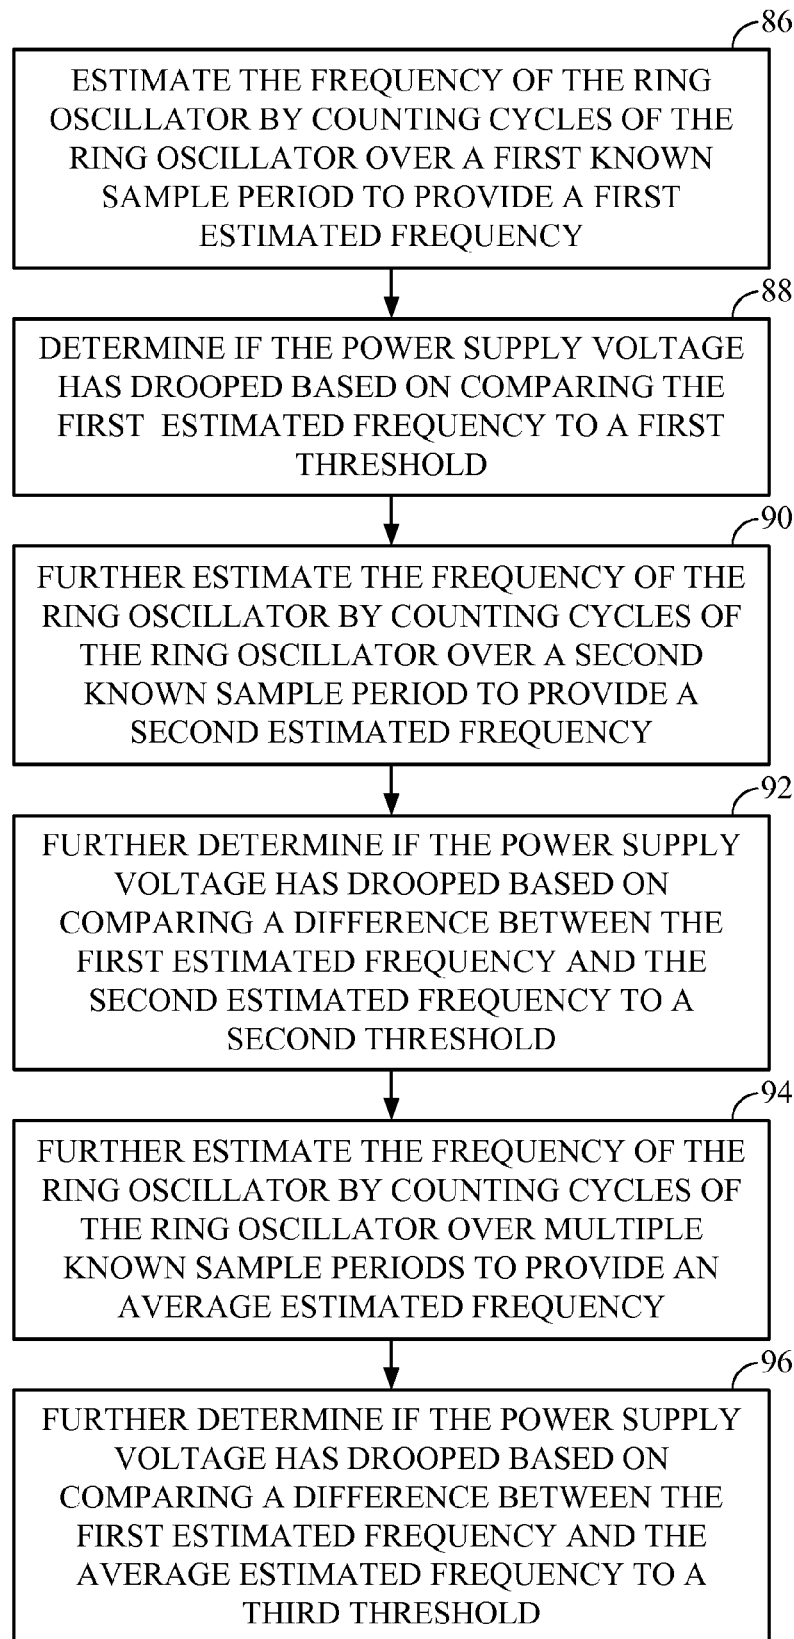 86
ESTIMATE THE FREQUENCY OF THE RING
OSCILLATOR BY COUNTING CYCLES OF THE
RING OSCILLATOR OVER A FIRST KNOWN
SAMPLE PERIOD TO PROVIDE A FIRST
ESTIMATED FREQUENCY
88
DETERMINE IF THE POWER SUPPLY VOLTAGE
HAS DROOPED BASED ON COMPARING THE
FIRST ESTIMATED FREQUENCY TO A FIRST
THRESHOLD
90
FURTHER ESTIMATE THE FREQUENCY OF THE
RING OSCILLATOR BY COUNTING CYCLES OF
THE RING OSCILLATOR OVER A SECOND
KNOWN SAMPLE PERIOD TO PROVIDE A
SECOND ESTIMATED FREQUENCY
92
FURTHER DETERMINE IF THE POWER SUPPLY
VOLTAGE HAS DROOPED BASED ON
COMPARING A DIFFERENCE BETWEEN THE
FIRST ESTIMATED FREQUENCY AND THE
SECOND ESTIMATED FREQUENCY TO A
SECOND THRESHOLD
94
FURTHER ESTIMATE THE FREQUENCY OF THE
RING OSCILLATOR BY COUNTING CYCLES OF
THE RING OSCILLATOR OVER MULTIPLE
KNOWN SAMPLE PERIODS TO PROVIDE AN
AVERAGE ESTIMATED FREQUENCY
96
FURTHER DETERMINE IF THE POWER SUPPLY
VOLTAGE HAS DROOPED BASED ON
COMPARING A DIFFERENCE BETWEEN THE
FIRST ESTIMATED FREQUENCY AND THE
AVERAGE ESTIMATED FREQUENCY TO A
THIRD THRESHOLD